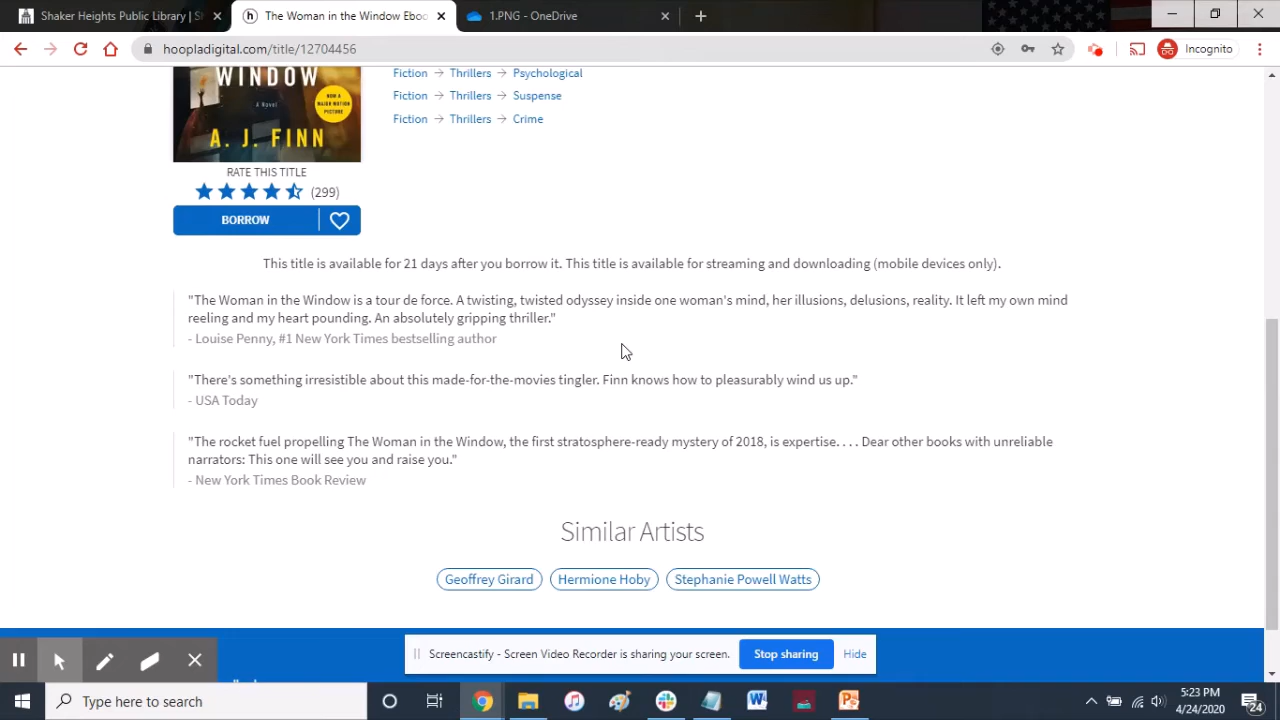 Shaker Heights Public Library |
The Woman in the Window Eboo
1.PNG - OneDrive
hoopladigital.com/title/12704456
Incognito
WINDOW
A Novel
NOW A
MAJOR MOTION
PICTURE
A. J. FINN
Fiction → Thrillers → Psychological
Fiction → Thrillers → Suspense
Fiction → Thrillers → Crime
RATE THIS TITLE
(299)
BORROW
This title is available for 21 days after you borrow it. This title is available for streaming and downloading (mobile devices only).
"The Woman in the Window is a tour de force. A twisting, twisted odyssey inside one woman's mind, her illusions, delusions, reality. It left my own mind
reeling and my heart pounding. An absolutely gripping thriller."
- Louise Penny, #1 New York Times bestselling author
"There's something irresistible about this made-for-the-movies tingler. Finn knows how to pleasurably wind us up."
- USA Today
"The rocket fuel propelling The Woman in the Window, the first stratosphere-ready mystery of 2018, is expertise. . . . Dear other books with unreliable
narrators: This one will see you and raise you."
- New York Times Book Review
Similar Artists
Geoffrey Girard
Hermione Hoby
Stephanie Powell Watts
Screencastify - Screen Video Recorder is sharing your screen.
Stop sharing
Hide
Type here to search
5:23 PM
4/24/2020
24